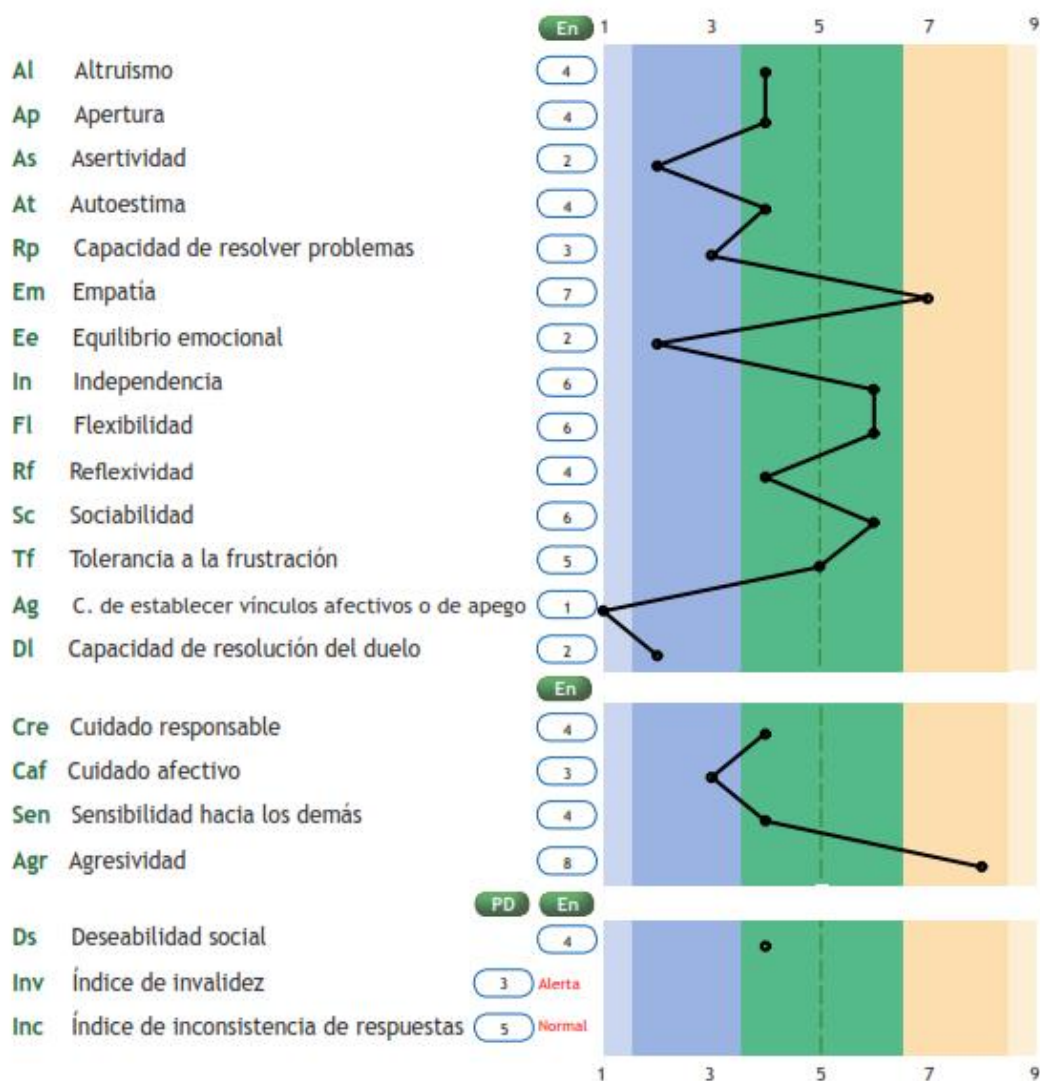 En 1 3 5 7 9
Al Altruismo 4
Ap Apertura 4
As Asertividad 2
At Autoestima 4
Rp Capacidad de resolver problemas 3
Em Empatía 7
Ee Equilibrio emocional 2
In Independencia 6
Fl Flexibilidad 6
Rf Reflexividad 4
Sc Sociabilidad 6
Tf Tolerancia a la frustración 5
Ag C. de establecer vínculos afectivos o de apego 1
Dl Capacidad de resolución del duelo 2
En
Cre Cuidado responsable 4
Caf Cuidado afectivo 3
Sen Sensibilidad hacia los demás 4
Agr Agresividad 8
PD En
Ds Deseabilidad social 4
Inv Índice de invalidez 3 Alerta
Inc Índice de inconsistencia de respuestas 5 Normal
1 3 5 7 9